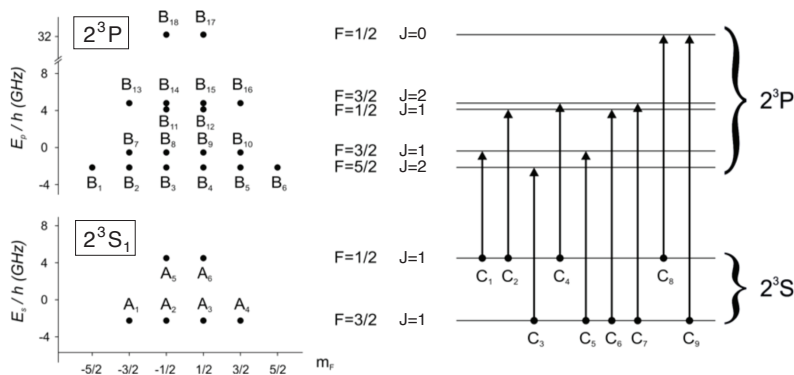 2³P
E_p / h (GHz)
32
8
4
0
-4
B₁₈ B₁₇
B₁₃ B₁₄ B₁₅ B₁₆
B₁₁ B₁₂
B₇ B₈ B₉ B₁₀
B₁ B₂ B₃ B₄ B₅ B₆
2³S₁
E_s / h (GHz)
8
4
0
-4
A₅ A₆
A₁ A₂ A₃ A₄
-5/2 -3/2 -1/2 1/2 3/2 5/2 m_F
F=1/2 J=0
F=3/2 J=2
F=1/2 J=1
F=3/2 J=1
F=5/2 J=2
2³P
F=1/2 J=1
C₁ C₂ C₄ C₈
2³S
F=3/2 J=1
C₃ C₅ C₆ C₇ C₉